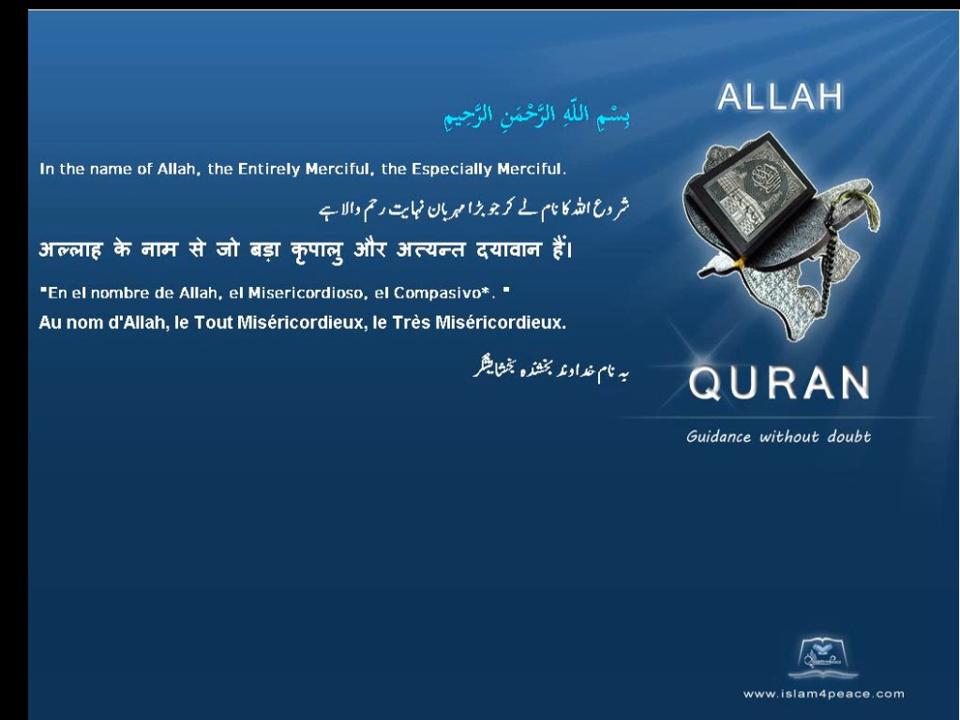 بِسْمِ اللّهِ الرَّحْمَنِ الرَّحِيمِ
In the name of Allah, the Entirely Merciful, the Especially Merciful.
شروع اللہ کا نام لے کر جو بڑا مہربان نہایت رحم والا ہے
अल्लाह के नाम से जो बड़ा कृपालु और अत्यन्त दयावान हैं।
"En el nombre de Allah, el Misericordioso, el Compasivo*. "
Au nom d'Allah, le Tout Miséricordieux, le Très Miséricordieux.
به نام خداوند بخشنده بخشایشگر
ALLAH
QURAN
Guidance without doubt
www.islam4peace.com